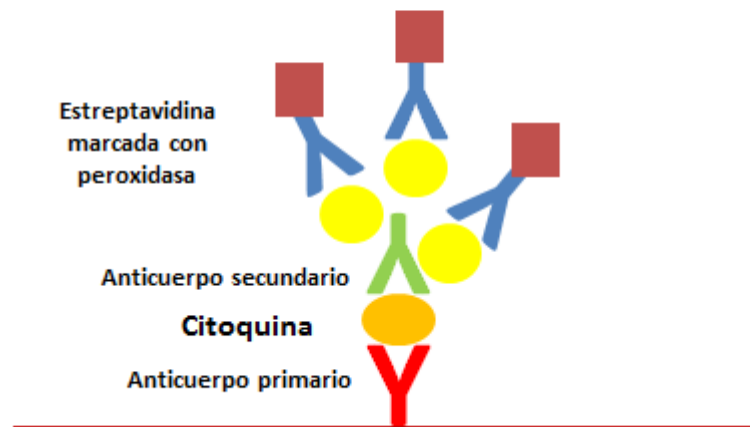 Estreptavidina
marcada con
peroxidasa
Anticuerpo secundario
Citoquina
Anticuerpo primario